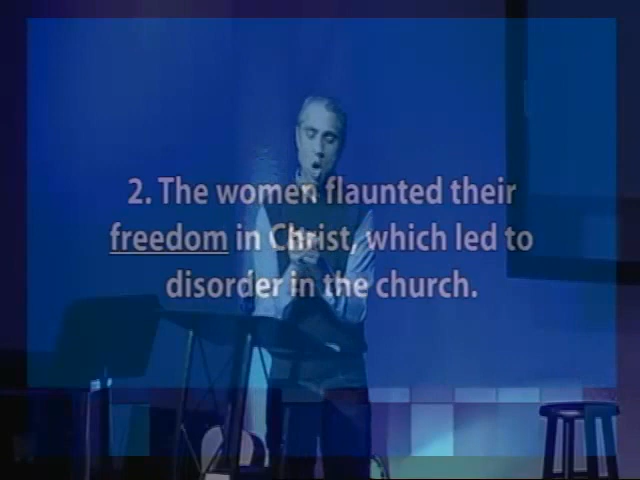 2. The women flaunted their
freedom in Christ, which led to
disorder in the church.